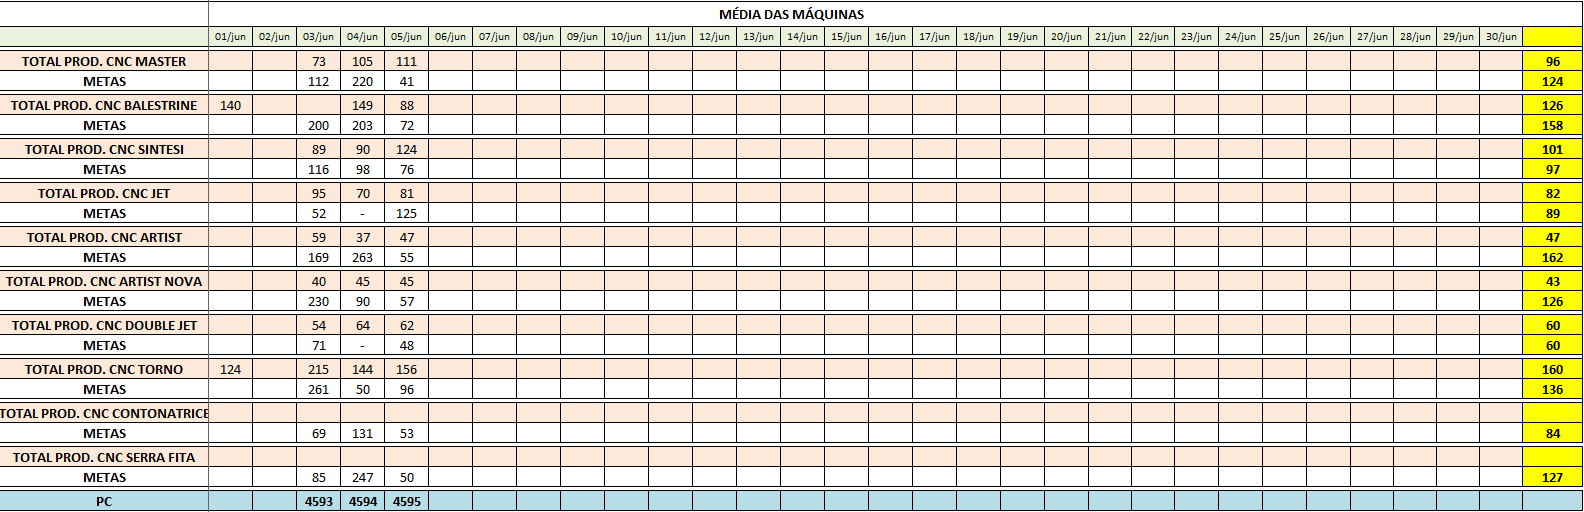 MÉDIA DAS MÁQUINAS
01/jun 02/jun 03/jun 04/jun 05/jun 06/jun 07/jun 08/jun 09/jun 10/jun 11/jun 12/jun 13/jun 14/jun 15/jun 16/jun 17/jun 18/jun 19/jun 20/jun 21/jun 22/jun 23/jun 24/jun 25/jun 26/jun 27/jun 28/jun 29/jun 30/jun
TOTAL PROD. CNC MASTER 73 105 111 96
METAS 112 220 41 124
TOTAL PROD. CNC BALESTRINE 140 149 88 126
METAS 200 203 72 158
TOTAL PROD. CNC SINTESI 89 90 124 101
METAS 116 98 76 97
TOTAL PROD. CNC JET 95 70 81 82
METAS 52 - 125 89
TOTAL PROD. CNC ARTIST 59 37 47 47
METAS 169 263 55 162
TOTAL PROD. CNC ARTIST NOVA 40 45 45 43
METAS 230 90 57 126
TOTAL PROD. CNC DOUBLE JET 54 64 62 60
METAS 71 - 48 60
TOTAL PROD. CNC TORNO 124 215 144 156 160
METAS 261 50 96 136
TOTAL PROD. CNC CONTONATRICE
METAS 69 131 53 84
TOTAL PROD. CNC SERRA FITA
METAS 85 247 50 127
PC 4593 4594 4595